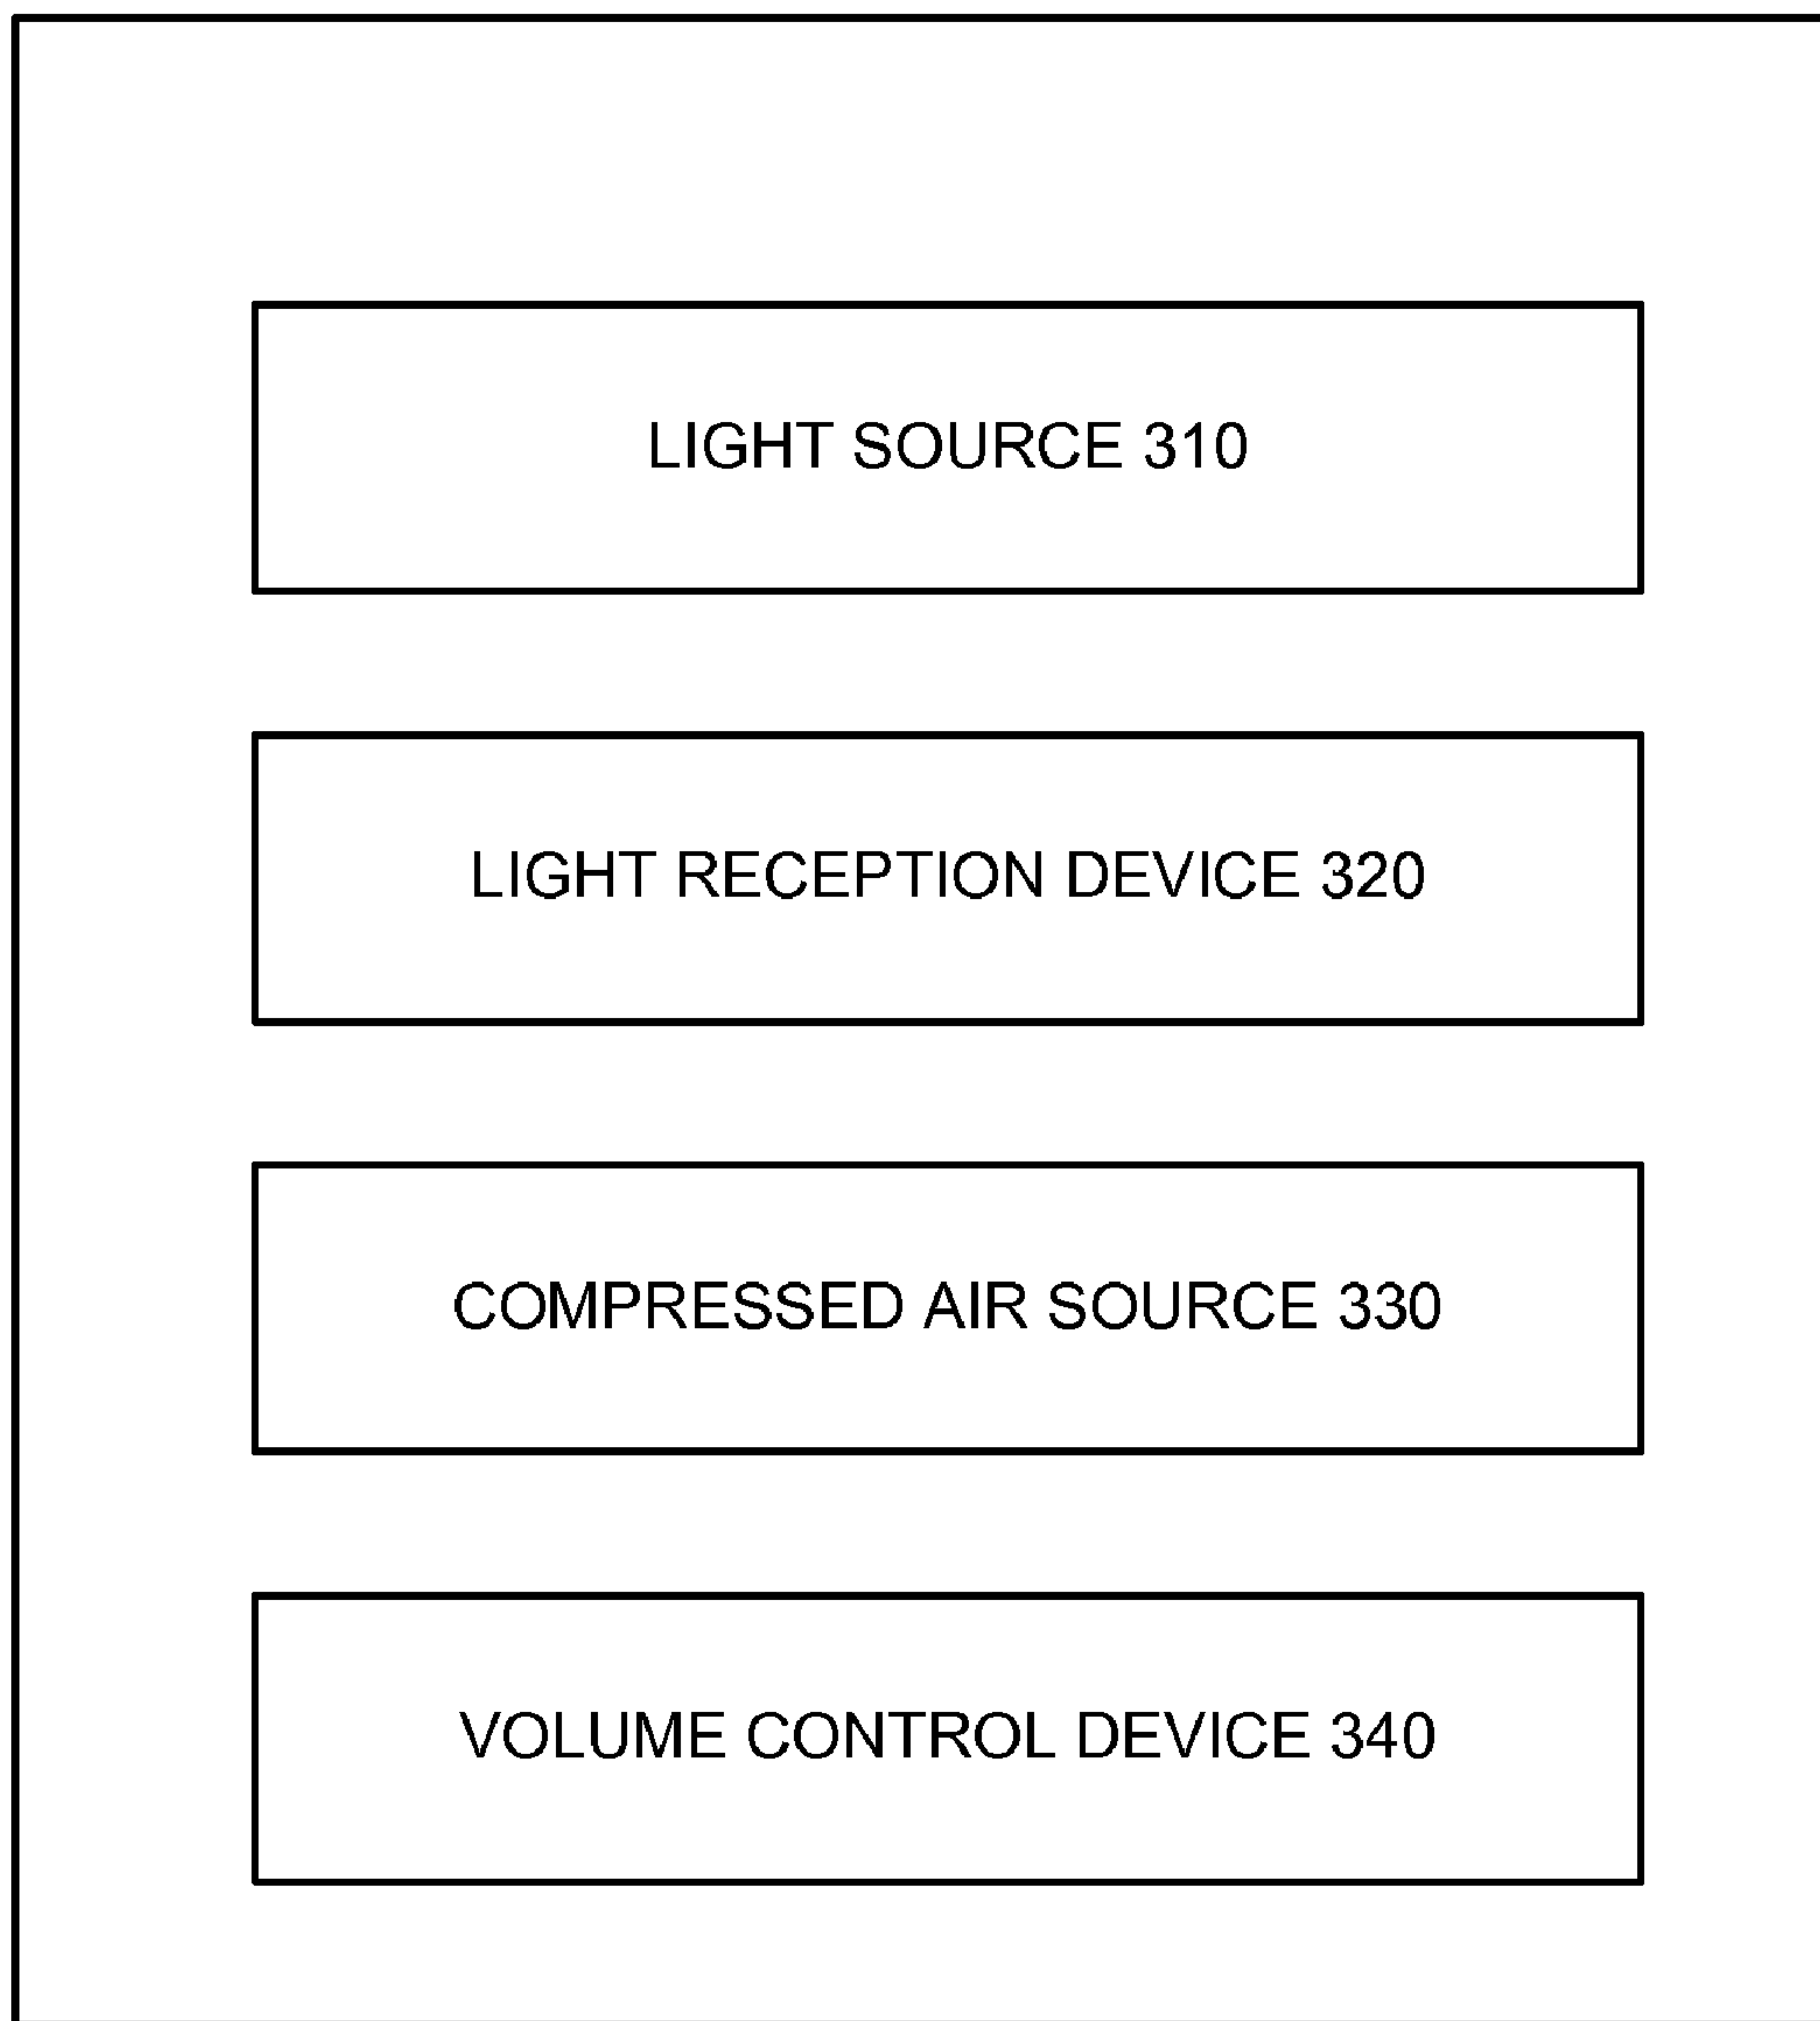 LIGHT SOURCE 310
LIGHT RECEPTION DEVICE 320
COMPRESSED AIR SOURCE 330
VOLUME CONTROL DEVICE 340